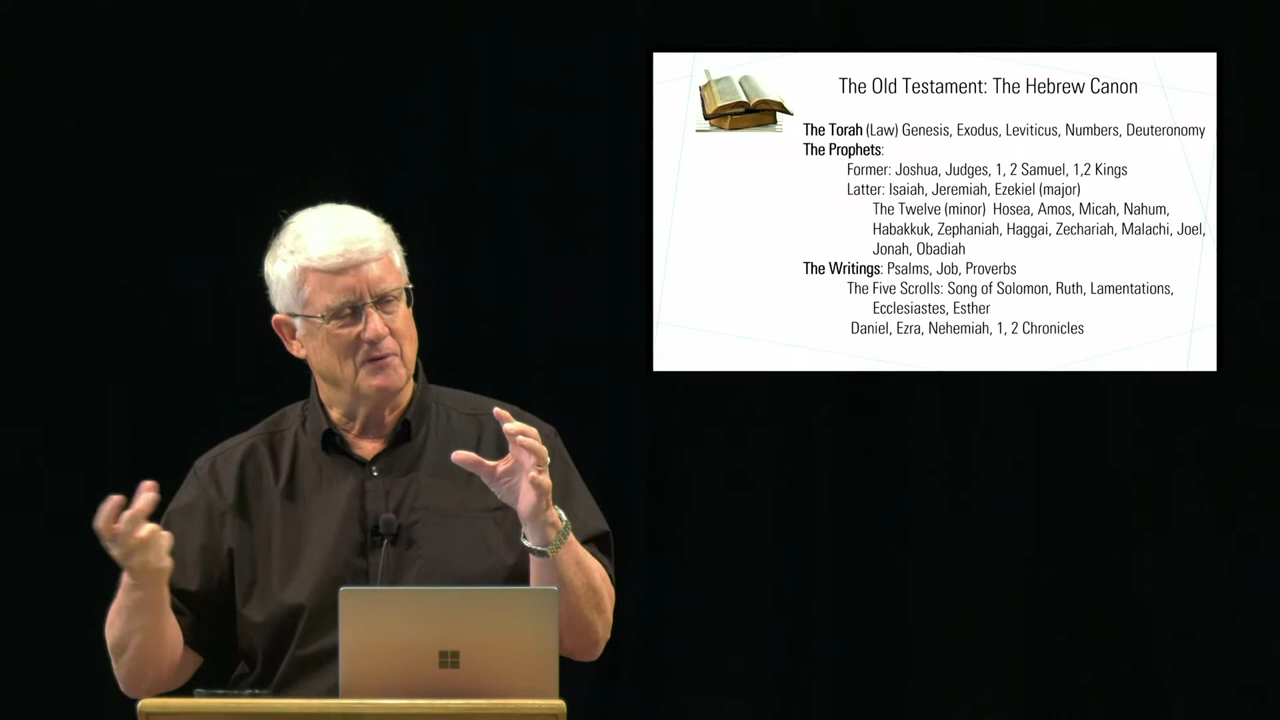 The Old Testament: The Hebrew Canon
The Torah (Law) Genesis, Exodus, Leviticus, Numbers, Deuteronomy
The Prophets:
Former: Joshua, Judges, 1, 2 Samuel, 1,2 Kings
Latter: Isaiah, Jeremiah, Ezekiel (major)
The Twelve (minor) Hosea, Amos, Micah, Nahum,
Habakkuk, Zephaniah, Haggai, Zechariah, Malachi, Joel,
Jonah, Obadiah
The Writings: Psalms, Job, Proverbs
The Five Scrolls: Song of Solomon, Ruth, Lamentations,
Ecclesiastes, Esther
Daniel, Ezra, Nehemiah, 1, 2 Chronicles